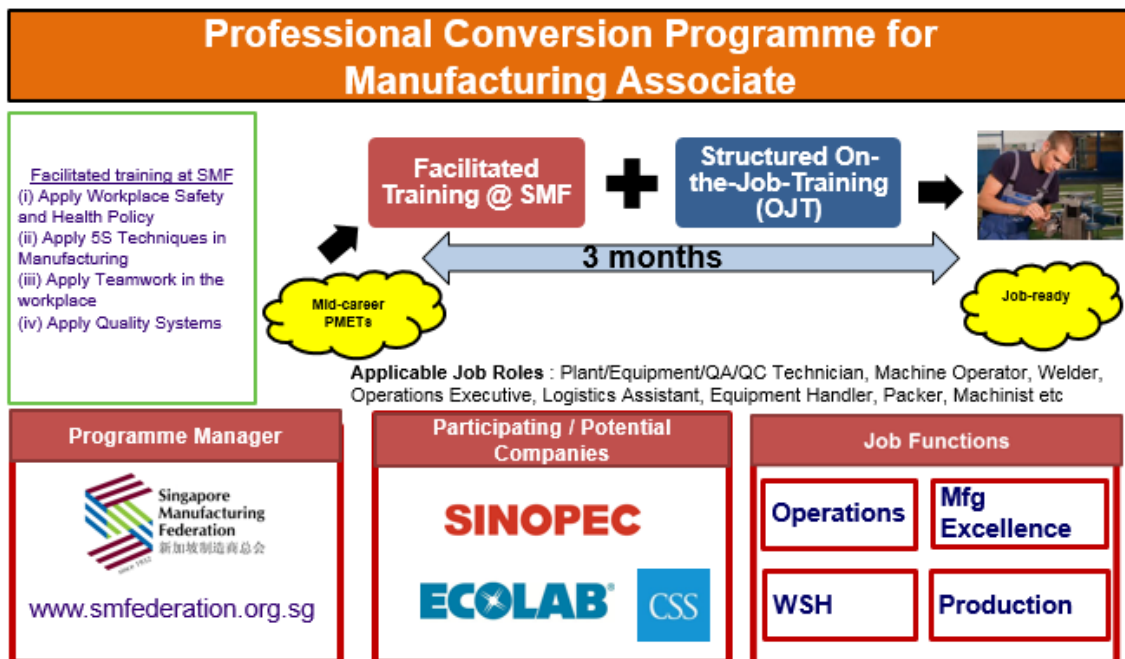 Professional Conversion Programme for
Manufacturing Associate
Facilitated training at SMF
(i) Apply Workplace Safety
and Health Policy
(ii) Apply 5S Techniques in
Manufacturing
(iii) Apply Teamwork in the
workplace
(iv) Apply Quality Systems
Facilitated
Training @ SMF
Structured On-
the-Job-Training
(OJT)
3 months
Mid-career
PMETs
Job-ready
Applicable Job Roles : Plant/Equipment/QA/QC Technician, Machine Operator, Welder,
Operations Executive, Logistics Assistant, Equipment Handler, Packer, Machinist etc
Programme Manager
Singapore
Manufacturing
Federation
新加坡制造商总会
since 1932
www.smfederation.org.sg
Participating / Potential
Companies
SINOPEC
ECOLAB®
CSS
Job Functions
Operations
Mfg
Excellence
WSH
Production